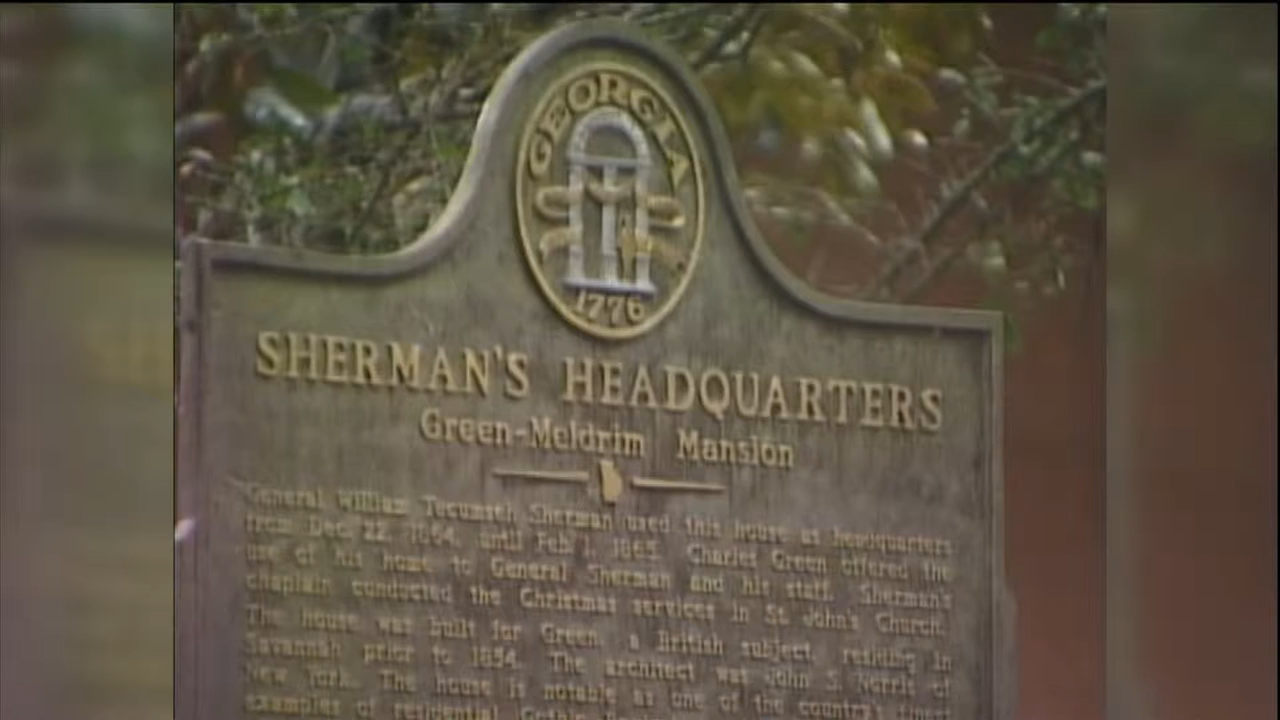 GEORGIA
1776
SHERMAN'S HEADQUARTERS
Green-Meldrim Mansion
General William Tecumseh Sherman used this house as headquarters
from Dec. 22, 1864, until Feb. 1, 1865. Charles Green offered the
use of his home to General Sherman and his staff. Sherman's
chaplain conducted the Christmas services in St. John's Church.
The house was built for Green, a British subject, residing in
Savannah prior to 1854. The architect was John S. Norris of
New York. The house is notable as one of the country's finest
examples of residential Gothic